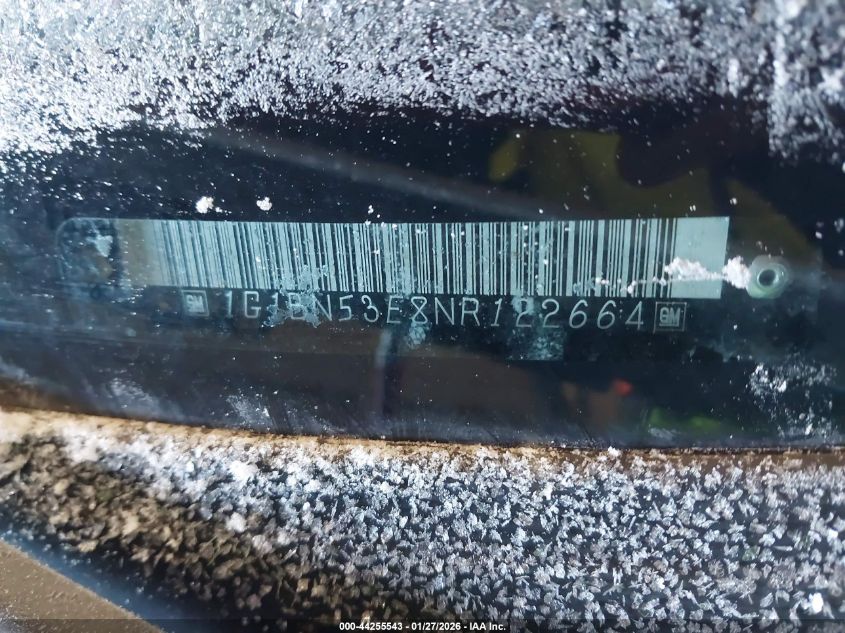 GM 1G1BN53E8NR122664 GM
000-44255543 - 01/27/2026 - IAA Inc.